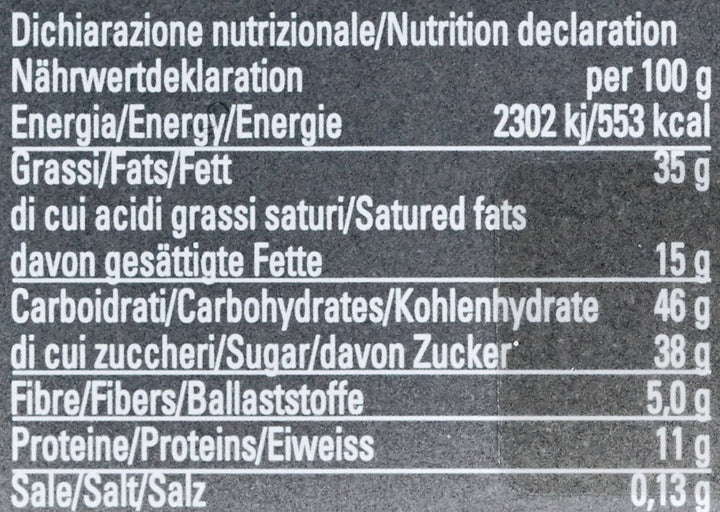 Dichiarazione nutrizionale/Nutrition declaration
Nährwertdeklaration per 100 g
Energia/Energy/Energie 2302 kj/553 kcal
Grassi/Fats/Fett 35 g
di cui acidi grassi saturi/Satured fats
davon gesättigte Fette 15 g
Carboidrati/Carbohydrates/Kohlenhydrate 46 g
di cui zuccheri/Sugar/davon Zucker 38 g
Fibre/Fibers/Ballaststoffe 5,0 g
Proteine/Proteins/Eiweiss 11 g
Sale/Salt/Salz 0,13 g